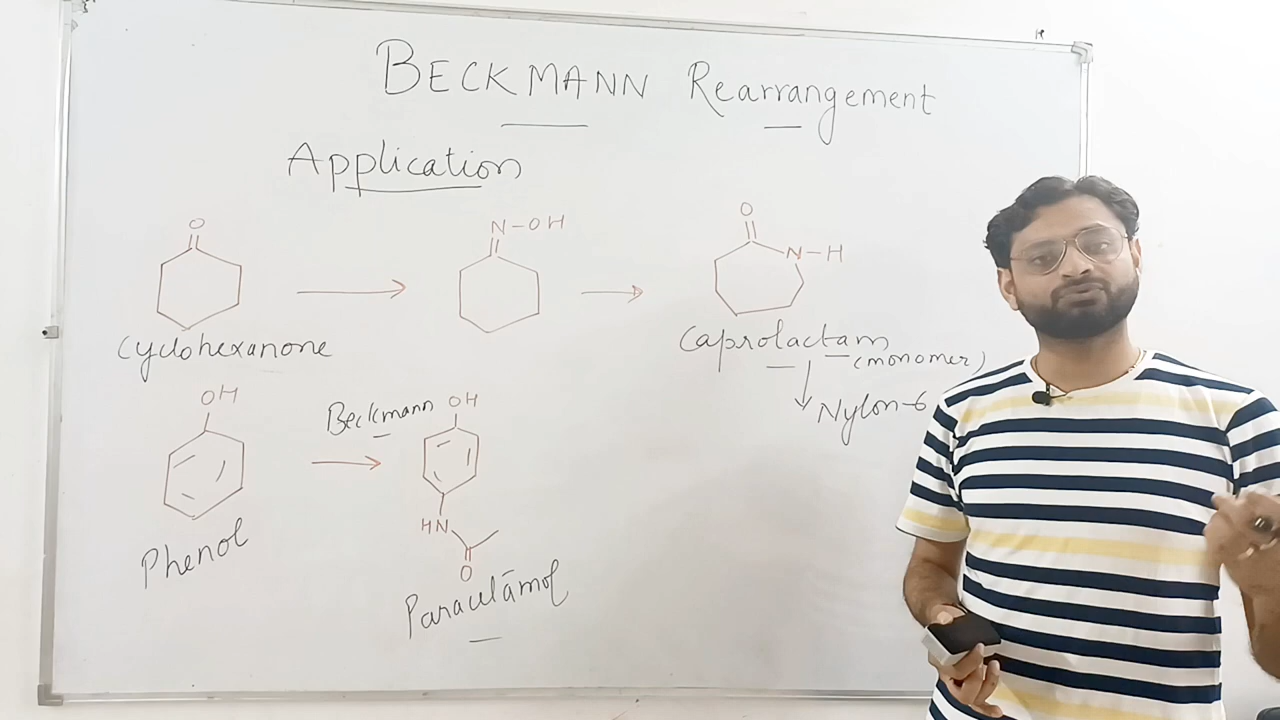 BECKMANN Rearrangement
Application
O
N-OH
O
N-H
Cyclohexanone
Caprolactam
(monomer)
Nylon-6
OH
Beckmann
OH
HN
O
Phenol
Paracetamol